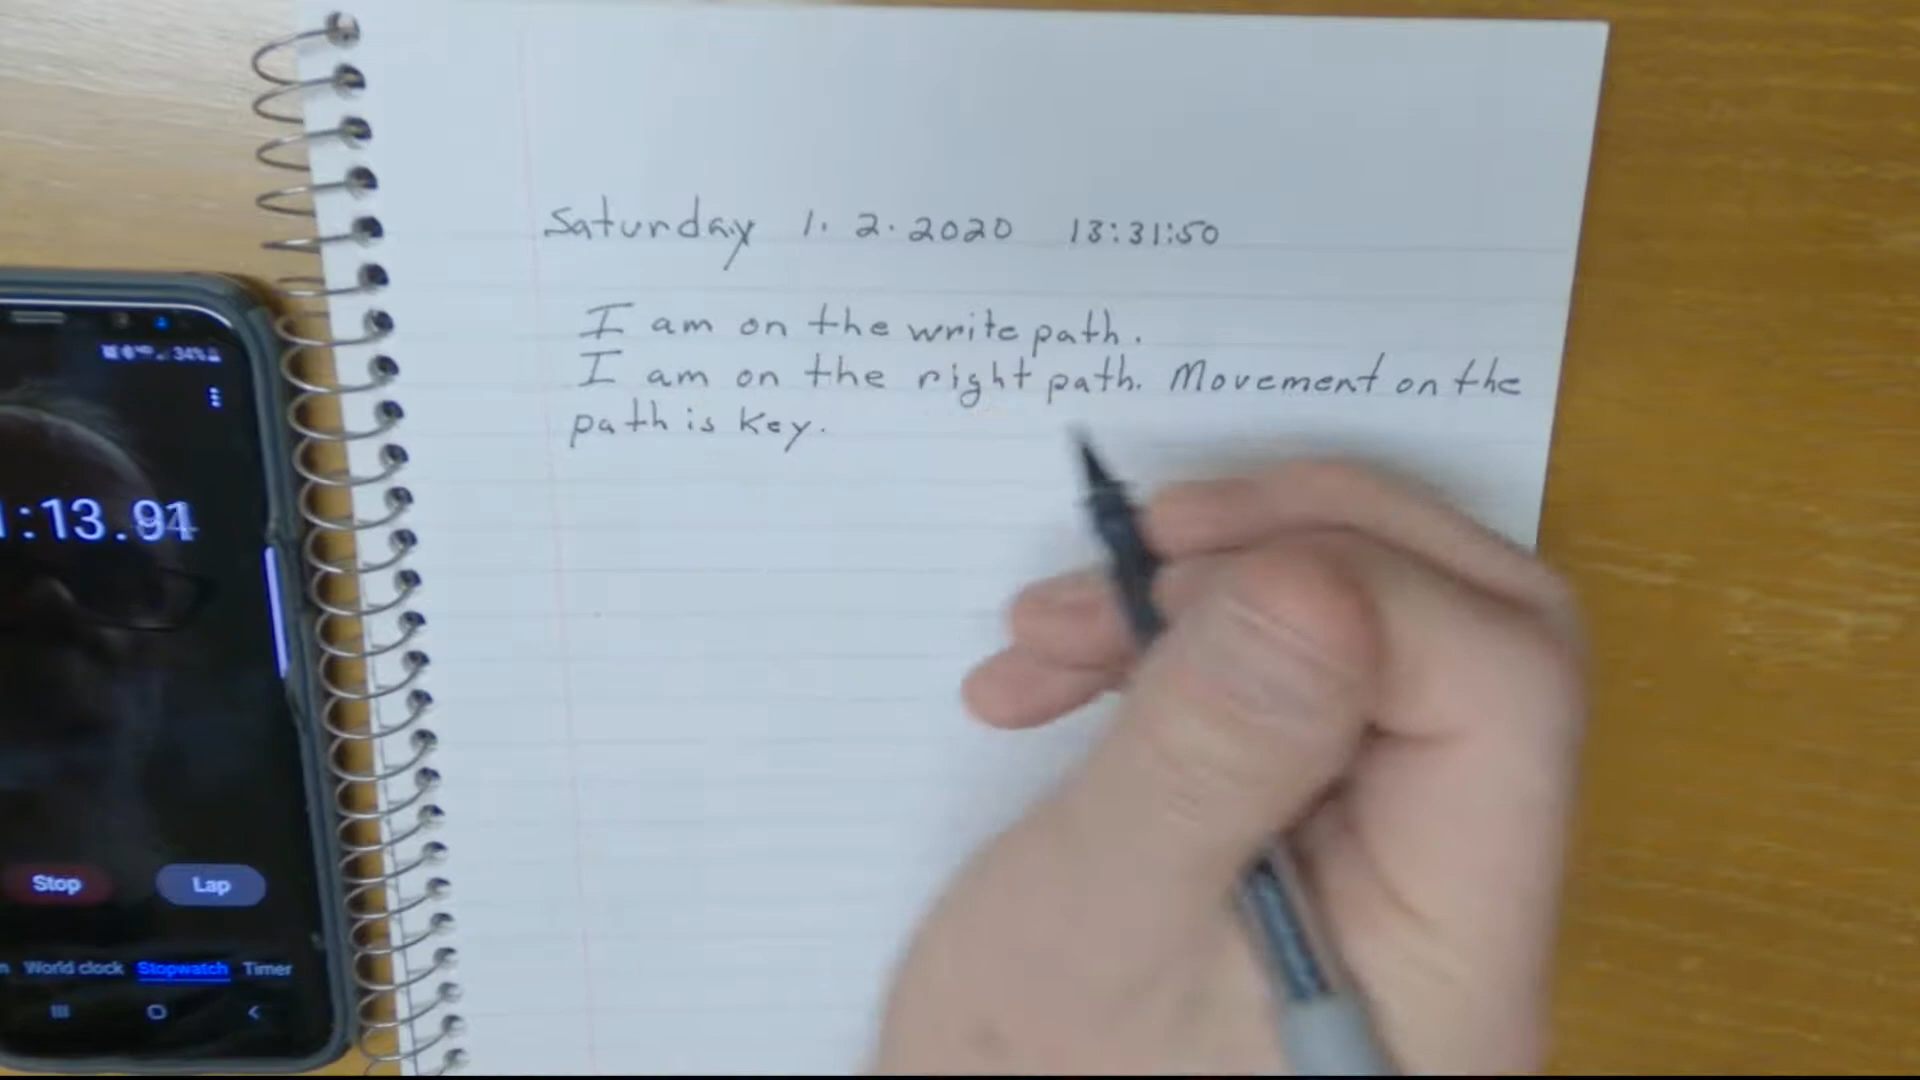 Saturday 1. 2. 2020 13:31:50
I am on the write path.
I am on the right path. Movement on the
path is key.
34%
:13.91
Stop Lap
World clock Stopwatch Timer